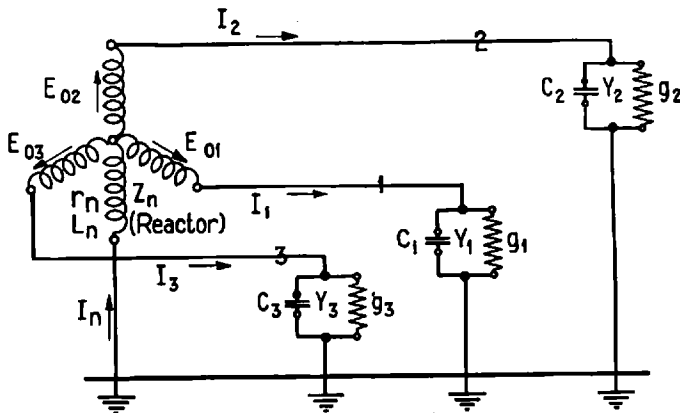 I2
2
E02
C2 Y2 g2
E03
E01
rn Zn
Ln (Reactor)
1
I1
C1 Y1 g1
3
I3
C3 Y3 g3
In